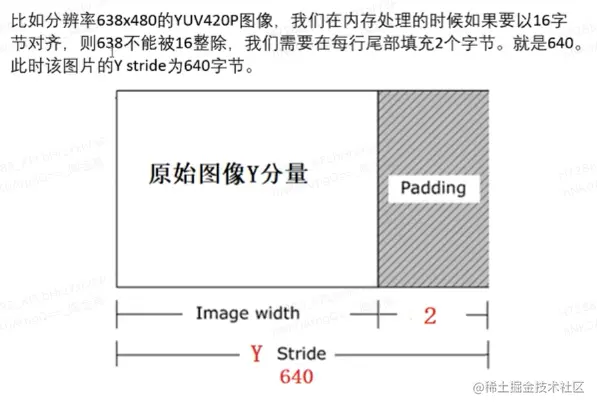 比如分辨率638x480的YUV420P图像，我们在内存处理的时候如果要以16字
节对齐，则638不能被16整除，我们需要在每行尾部填充2个字节。就是640。
此时该图片的Y stride为640字节。
原始图像Y分量
Padding
Image width
2
Y Stride
640
@稀土掘金技术社区